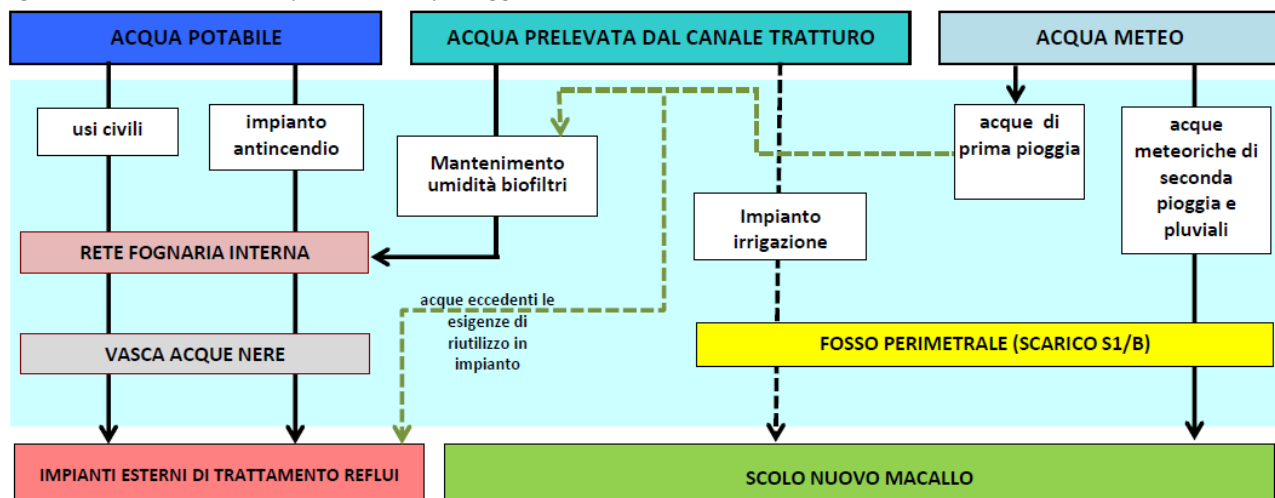 ACQUA POTABILE
ACQUA PRELEVATA DAL CANALE TRATTURO
ACQUA METEO
usi civili
impianto
antincendio
Mantenimento
umidità biofiltri
acque di
prima pioggia
acque
meteoriche di
seconda
pioggia e
pluviali
Impianto
irrigazione
RETE FOGNARIA INTERNA
acque eccedenti le
esigenze di
riutilizzo in
impianto
VASCA ACQUE NERE
FOSSO PERIMETRALE (SCARICO S1/B)
IMPIANTI ESTERNI DI TRATTAMENTO REFLUI
SCOLO NUOVO MACALLO